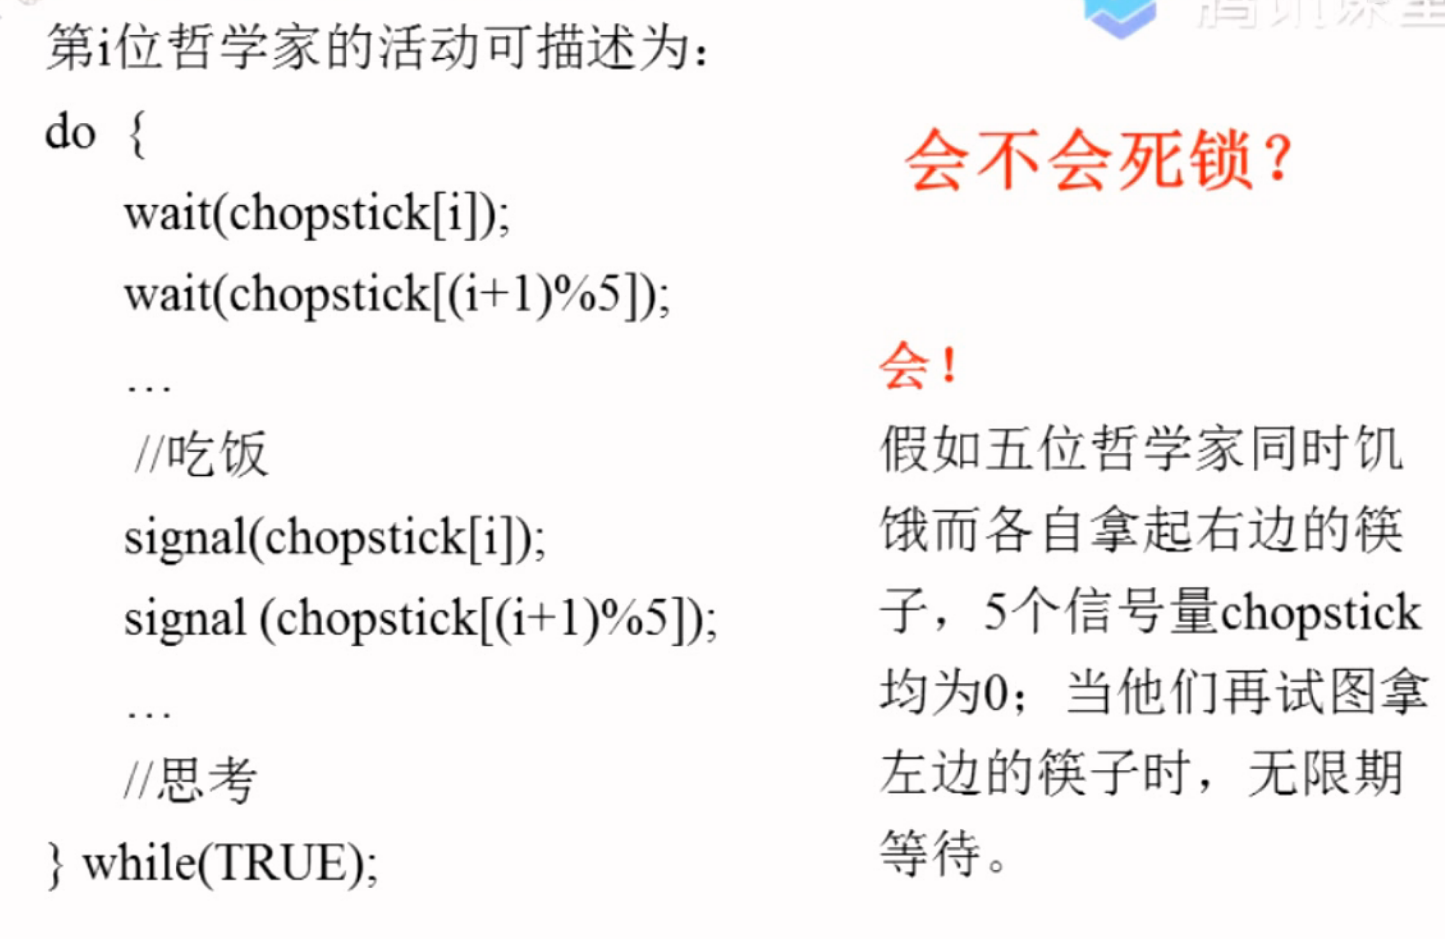 第i位哲学家的活动可描述为：
do {
wait(chopstick[i]);
wait(chopstick[(i+1)%5]);
…
//吃饭
signal(chopstick[i]);
signal (chopstick[(i+1)%5]);
…
//思考
} while(TRUE);
腾讯课堂
会不会死锁？
会！
假如五位哲学家同时饥
饿而各自拿起右边的筷
子，5个信号量chopstick
均为0；当他们再试图拿
左边的筷子时，无限期
等待。